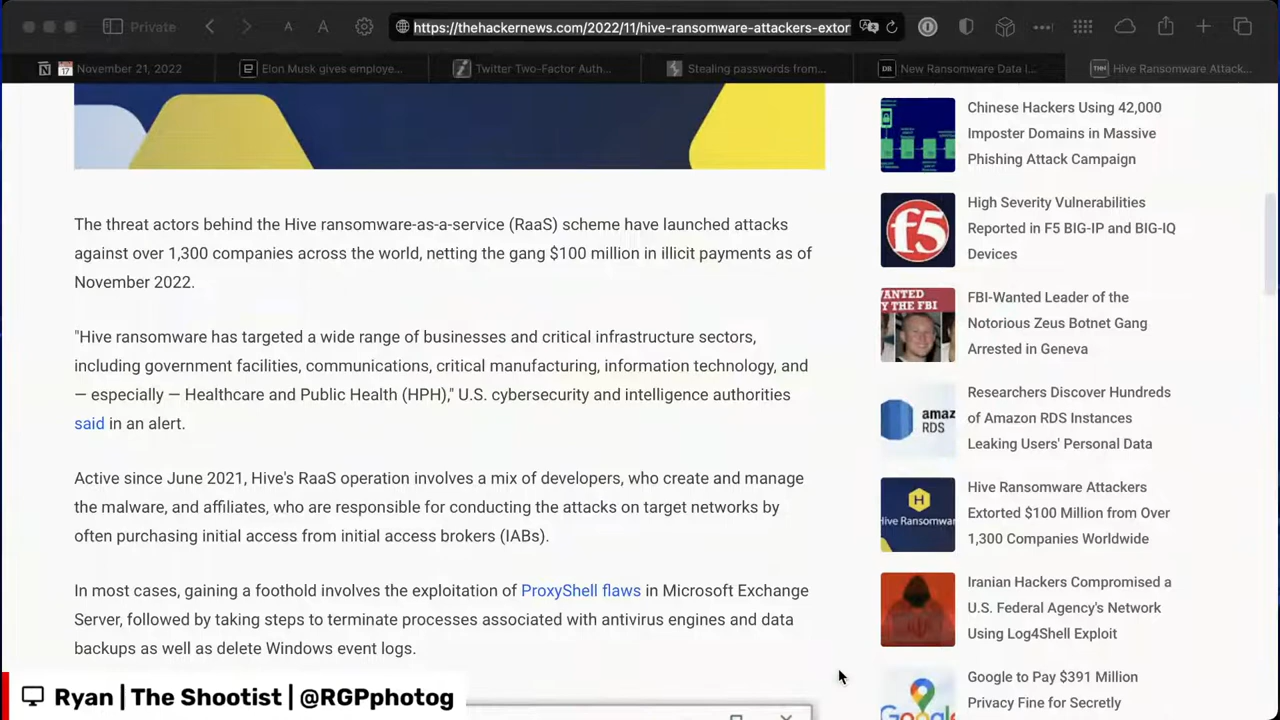 Private
A
A
https://thehackernews.com/2022/11/hive-ransomware-attackers-extor
17
November 21, 2022
Elon Musk gives employe...
Twitter Two-Factor Auth...
Stealing passwords from...
DR
New Ransomware Data I...
THN
Hive Ransomware Attack...
The threat actors behind the Hive ransomware-as-a-service (RaaS) scheme have launched attacks
against over 1,300 companies across the world, netting the gang $100 million in illicit payments as of
November 2022.
"Hive ransomware has targeted a wide range of businesses and critical infrastructure sectors,
including government facilities, communications, critical manufacturing, information technology, and
— especially — Healthcare and Public Health (HPH)," U.S. cybersecurity and intelligence authorities
said in an alert.
Active since June 2021, Hive's RaaS operation involves a mix of developers, who create and manage
the malware, and affiliates, who are responsible for conducting the attacks on target networks by
often purchasing initial access from initial access brokers (IABs).
In most cases, gaining a foothold involves the exploitation of ProxyShell flaws in Microsoft Exchange
Server, followed by taking steps to terminate processes associated with antivirus engines and data
backups as well as delete Windows event logs.
Chinese Hackers Using 42,000
Imposter Domains in Massive
Phishing Attack Campaign
f5
High Severity Vulnerabilities
Reported in F5 BIG-IP and BIG-IQ
Devices
WANTED
BY THE FBI
FBI-Wanted Leader of the
Notorious Zeus Botnet Gang
Arrested in Geneva
amaz
RDS
Researchers Discover Hundreds
of Amazon RDS Instances
Leaking Users' Personal Data
H
Hive Ransomwar
Hive Ransomware Attackers
Extorted $100 Million from Over
1,300 Companies Worldwide
Iranian Hackers Compromised a
U.S. Federal Agency's Network
Using Log4Shell Exploit
Google
Google to Pay $391 Million
Privacy Fine for Secretly
Ryan | The Shootist | @RGPphotog